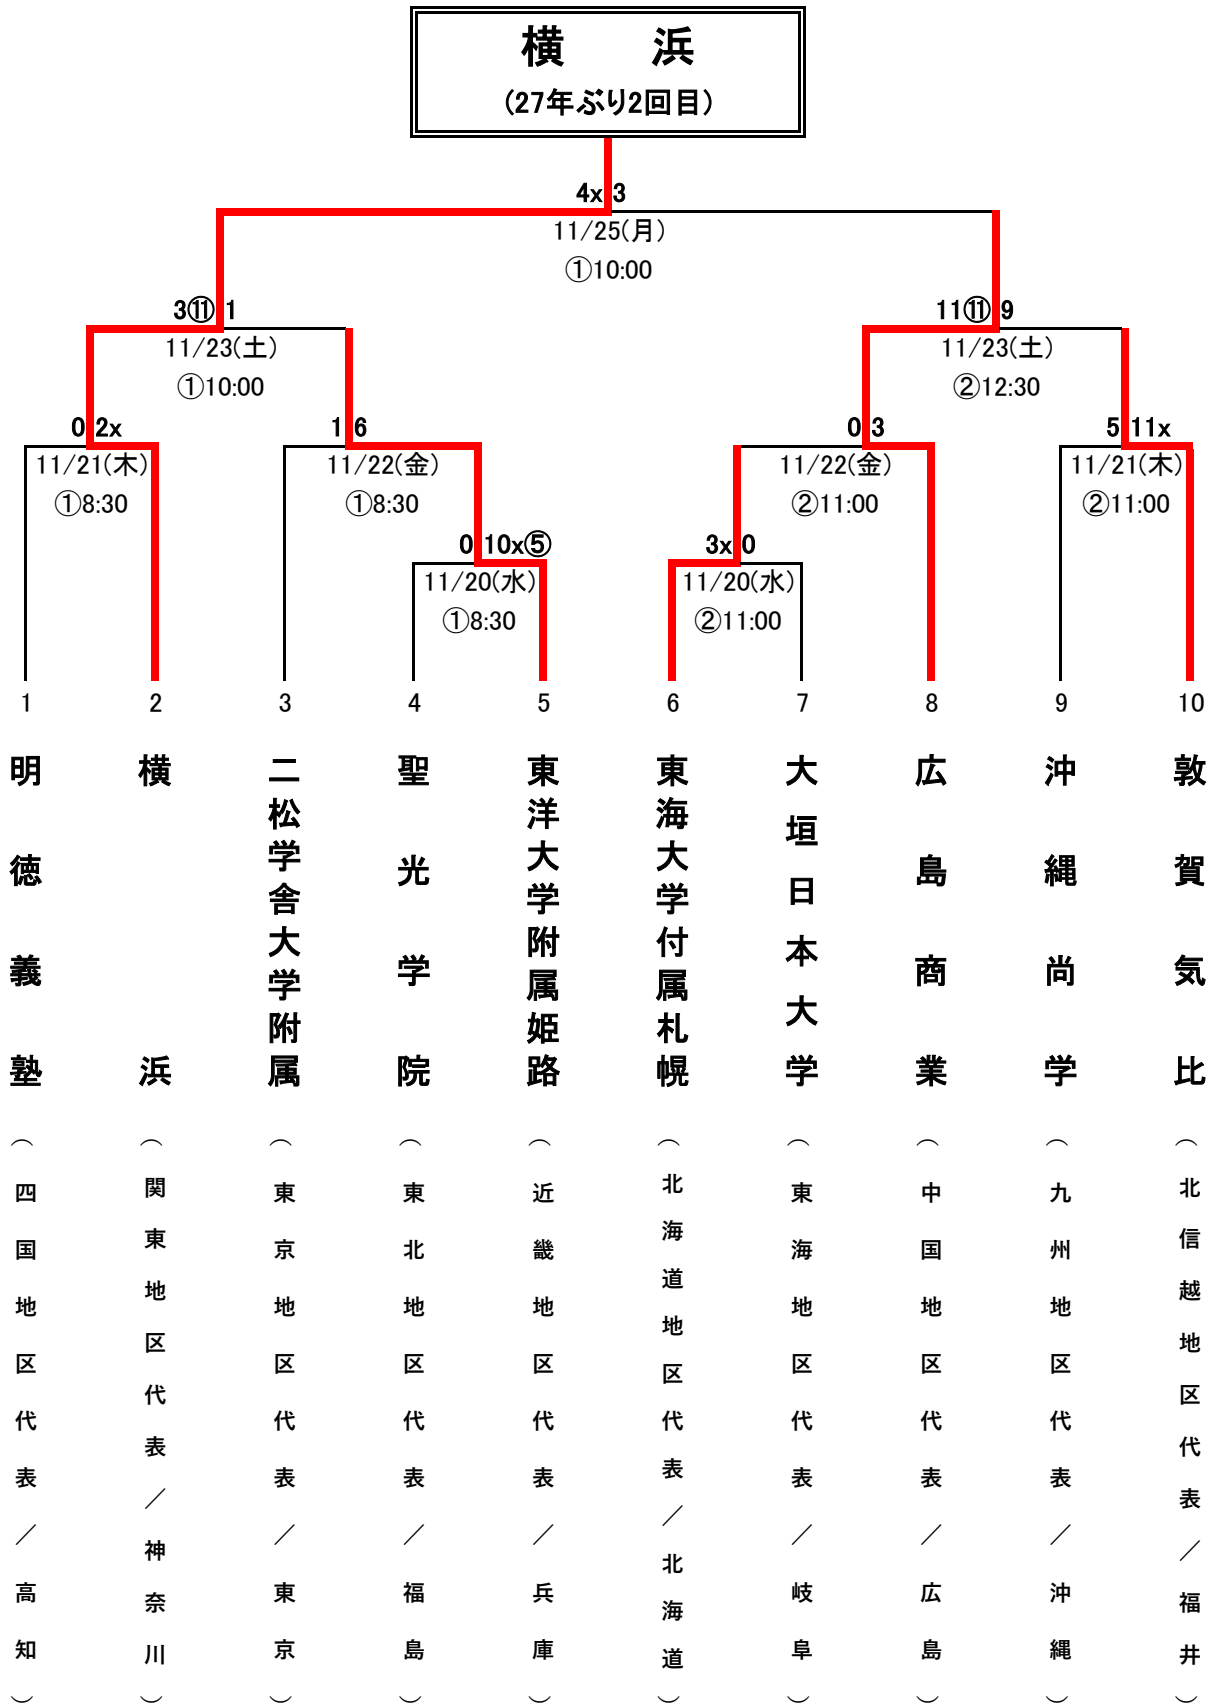 横　浜
(27年ぶり2回目)
4x 3
11/25(月)
①10:00
3⑪ 1
11⑪ 9
11/23(土)
①10:00
11/23(土)
②12:30
0 2x
1 6
0 3
5 11x
11/21(木)
①8:30
11/22(金)
①8:30
11/22(金)
②11:00
11/21(木)
②11:00
0 10x⑤
3x 0
11/20(水)
①8:30
11/20(水)
②11:00
1
2
3
4
5
6
7
8
9
10
明徳義塾
横浜
二松学舎大学附属
聖光学院
東洋大学附属姫路
東海大学付属札幌
大垣日本大学
広島商業
沖縄尚学
敦賀気比
（四国地区代表／高知）
（関東地区代表／神奈川）
（東京地区代表／東京）
（東北地区代表／福島）
（近畿地区代表／兵庫）
（北海道地区代表／北海道）
（東海地区代表／岐阜）
（中国地区代表／広島）
（九州地区代表／沖縄）
（北信越地区代表／福井）